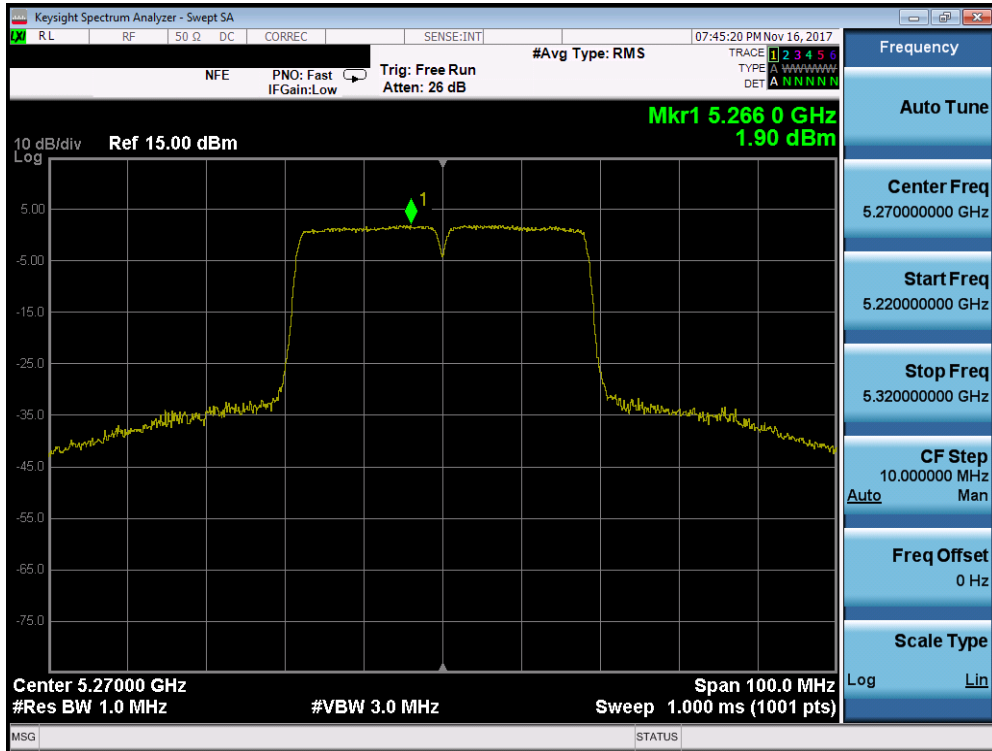 Keysight Spectrum Analyzer - Swept SA
LXI RL RF 50 Ω DC CORREC SENSE:INT 07:45:20 PM Nov 16, 2017
NFE PNO: Fast IFGain:Low Trig: Free Run Atten: 26 dB #Avg Type: RMS
TRACE 1 2 3 4 5 6
TYPE A WWWWW
DET A N N N N N
Mkr1 5.266 0 GHz
1.90 dBm
10 dB/div Ref 15.00 dBm
Log
1
5.00
-5.00
-15.0
-25.0
-35.0
-45.0
-55.0
-65.0
-75.0
Center 5.27000 GHz Span 100.0 MHz
#Res BW 1.0 MHz #VBW 3.0 MHz Sweep 1.000 ms (1001 pts)
MSG STATUS
Frequency
Auto Tune
Center Freq
5.270000000 GHz
Start Freq
5.220000000 GHz
Stop Freq
5.320000000 GHz
CF Step
10.000000 MHz
Auto Man
Freq Offset
0 Hz
Scale Type
Log Lin